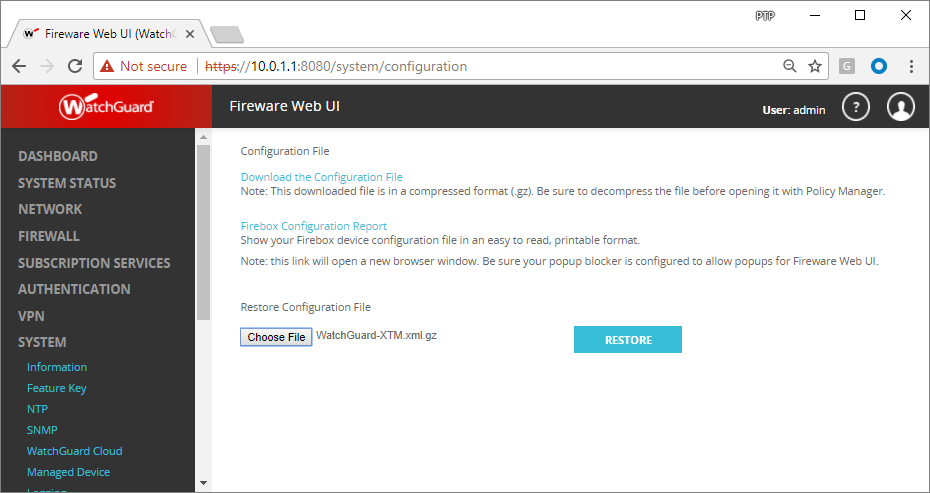 PTP
Fireware Web UI (WatchG
Not secure | https://10.0.1.1:8080/system/configuration
G
WatchGuard
Fireware Web UI
User: admin
?
DASHBOARD
SYSTEM STATUS
NETWORK
FIREWALL
SUBSCRIPTION SERVICES
AUTHENTICATION
VPN
SYSTEM
Information
Feature Key
NTP
SNMP
WatchGuard Cloud
Managed Device
Logging
Configuration File
Download the Configuration File
Note: This downloaded file is in a compressed format (.gz). Be sure to decompress the file before opening it with Policy Manager.
Firebox Configuration Report
Show your Firebox device configuration file in an easy to read, printable format.
Note: this link will open a new browser window. Be sure your popup blocker is configured to allow popups for Fireware Web UI.
Restore Configuration File
Choose File WatchGuard-XTM.xml.gz
RESTORE